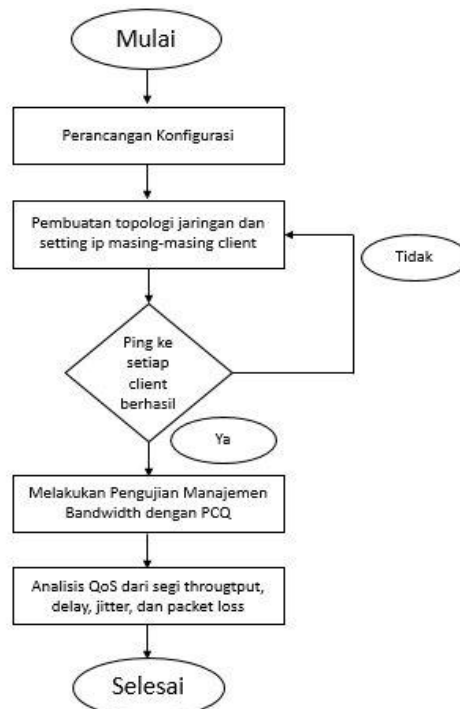 Mulai
Perancangan Konfigurasi
Pembuatan topologi jaringan dan
setting ip masing-masing client
Tidak
Ping ke
setiap
client
berhasil
Ya
Melakukan Pengujian Manajemen
Bandwidth dengan PCQ
Analisis QoS dari segi througtput,
delay, jitter, dan packet loss
Selesai